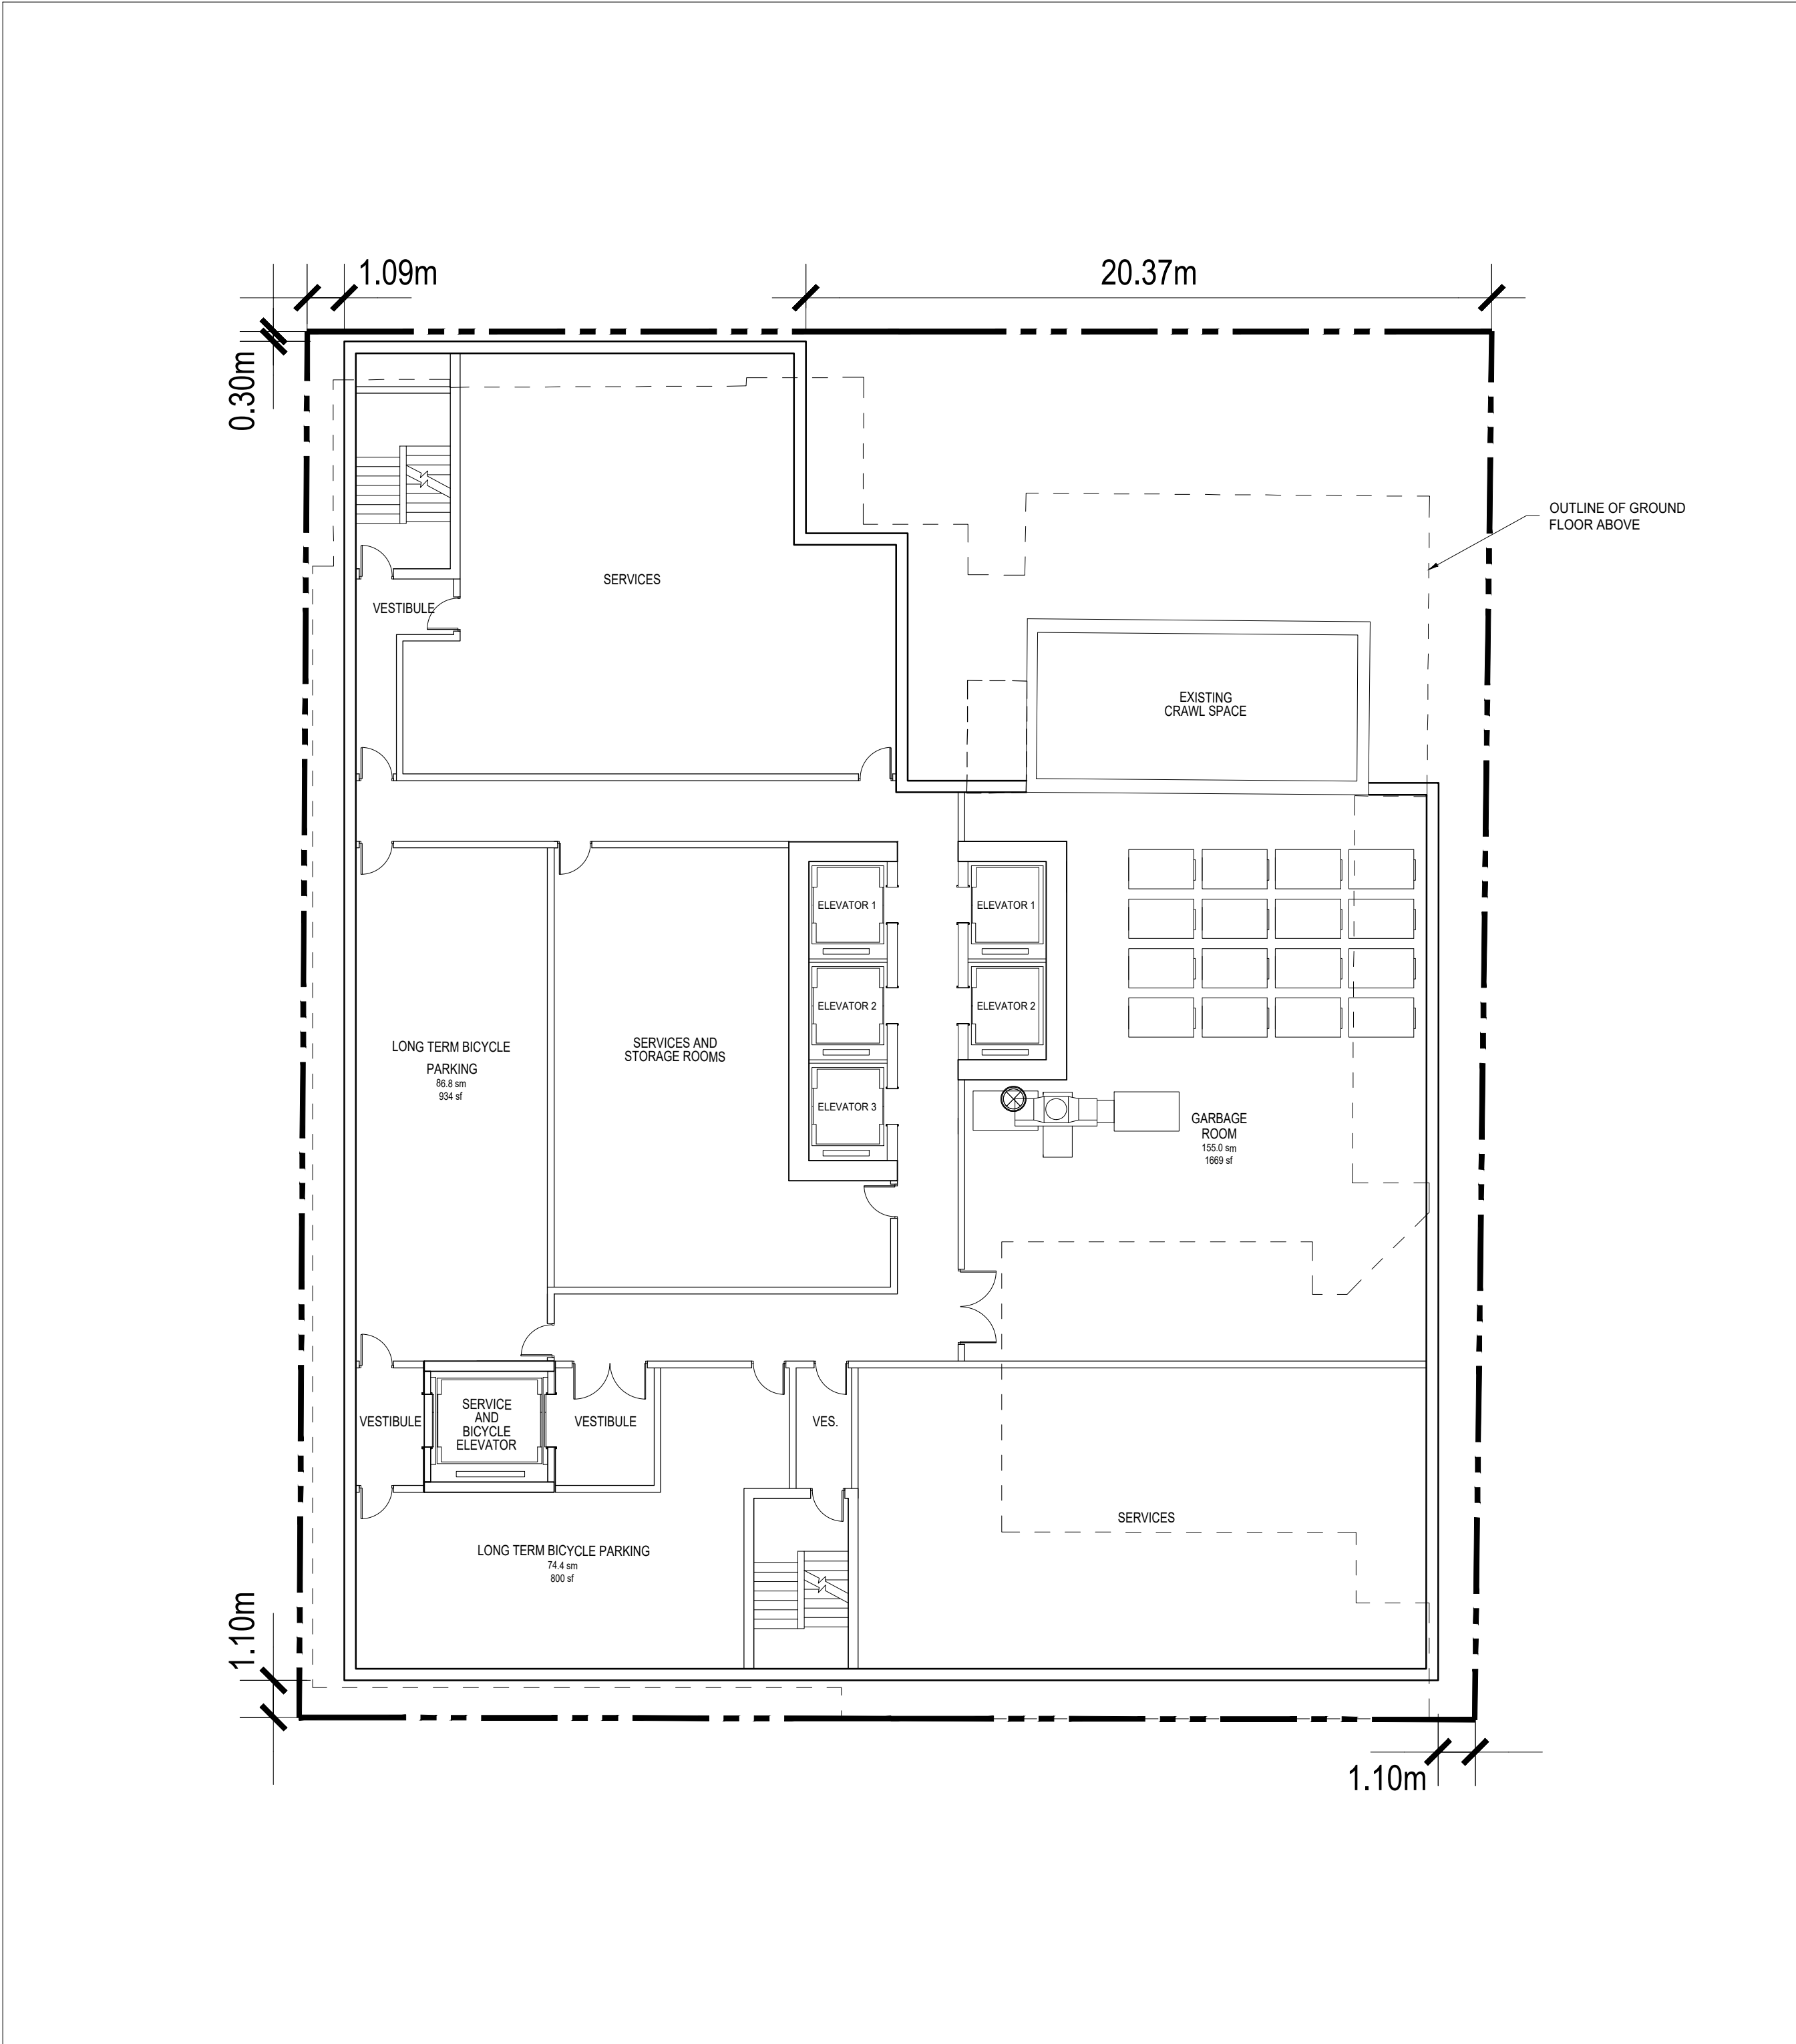 1.09m
20.37m
0.30m
OUTLINE OF GROUND
FLOOR ABOVE
SERVICES
VESTIBULE
EXISTING
CRAWL SPACE
ELEVATOR 1
ELEVATOR 1
ELEVATOR 2
ELEVATOR 2
ELEVATOR 3
LONG TERM BICYCLE
PARKING
86.8 sm
934 sf
SERVICES AND
STORAGE ROOMS
GARBAGE
ROOM
155.0 sm
1669 sf
VESTIBULE
SERVICE
AND
BICYCLE
ELEVATOR
VESTIBULE
VES.
SERVICES
LONG TERM BICYCLE PARKING
74.4 sm
800 sf
1.10m
1.10m